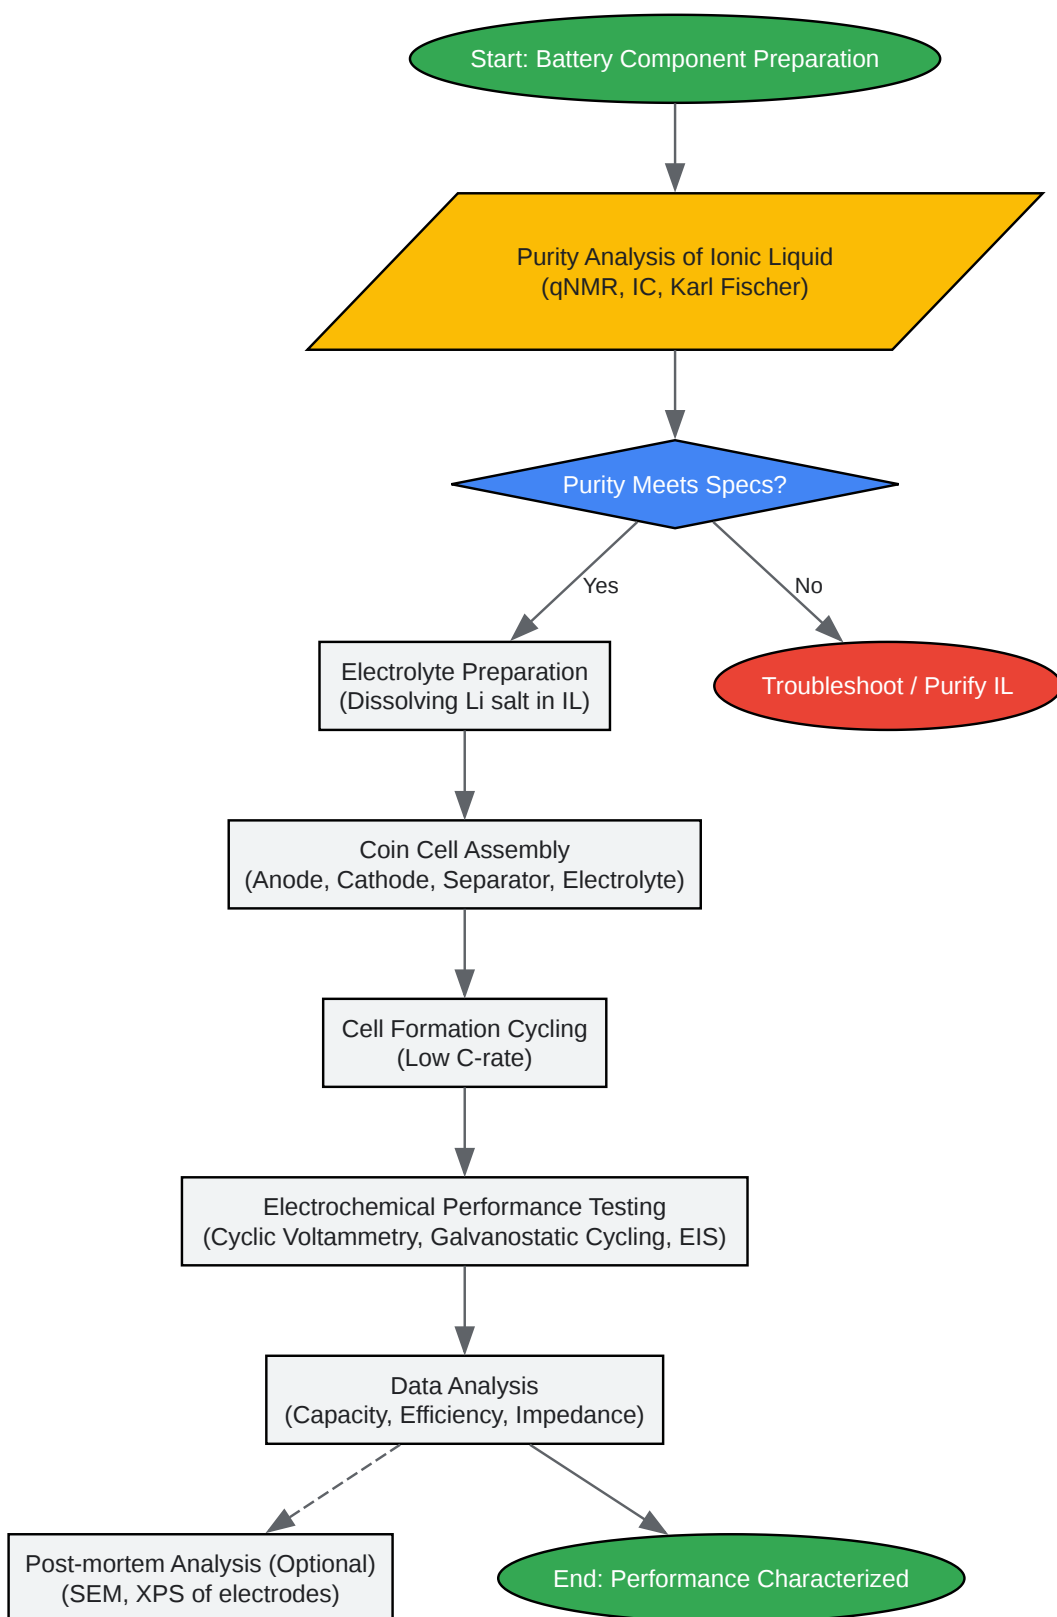 Start: Battery Component Preparation
Purity Analysis of Ionic Liquid
(qNMR, IC, Karl Fischer)
Purity Meets Specs?
Yes
No
Electrolyte Preparation
(Dissolving Li salt in IL)
Troubleshoot / Purify IL
Coin Cell Assembly
(Anode, Cathode, Separator, Electrolyte)
Cell Formation Cycling
(Low C-rate)
Electrochemical Performance Testing
(Cyclic Voltammetry, Galvanostatic Cycling, EIS)
Data Analysis
(Capacity, Efficiency, Impedance)
Post-mortem Analysis (Optional)
(SEM, XPS of electrodes)
End: Performance Characterized